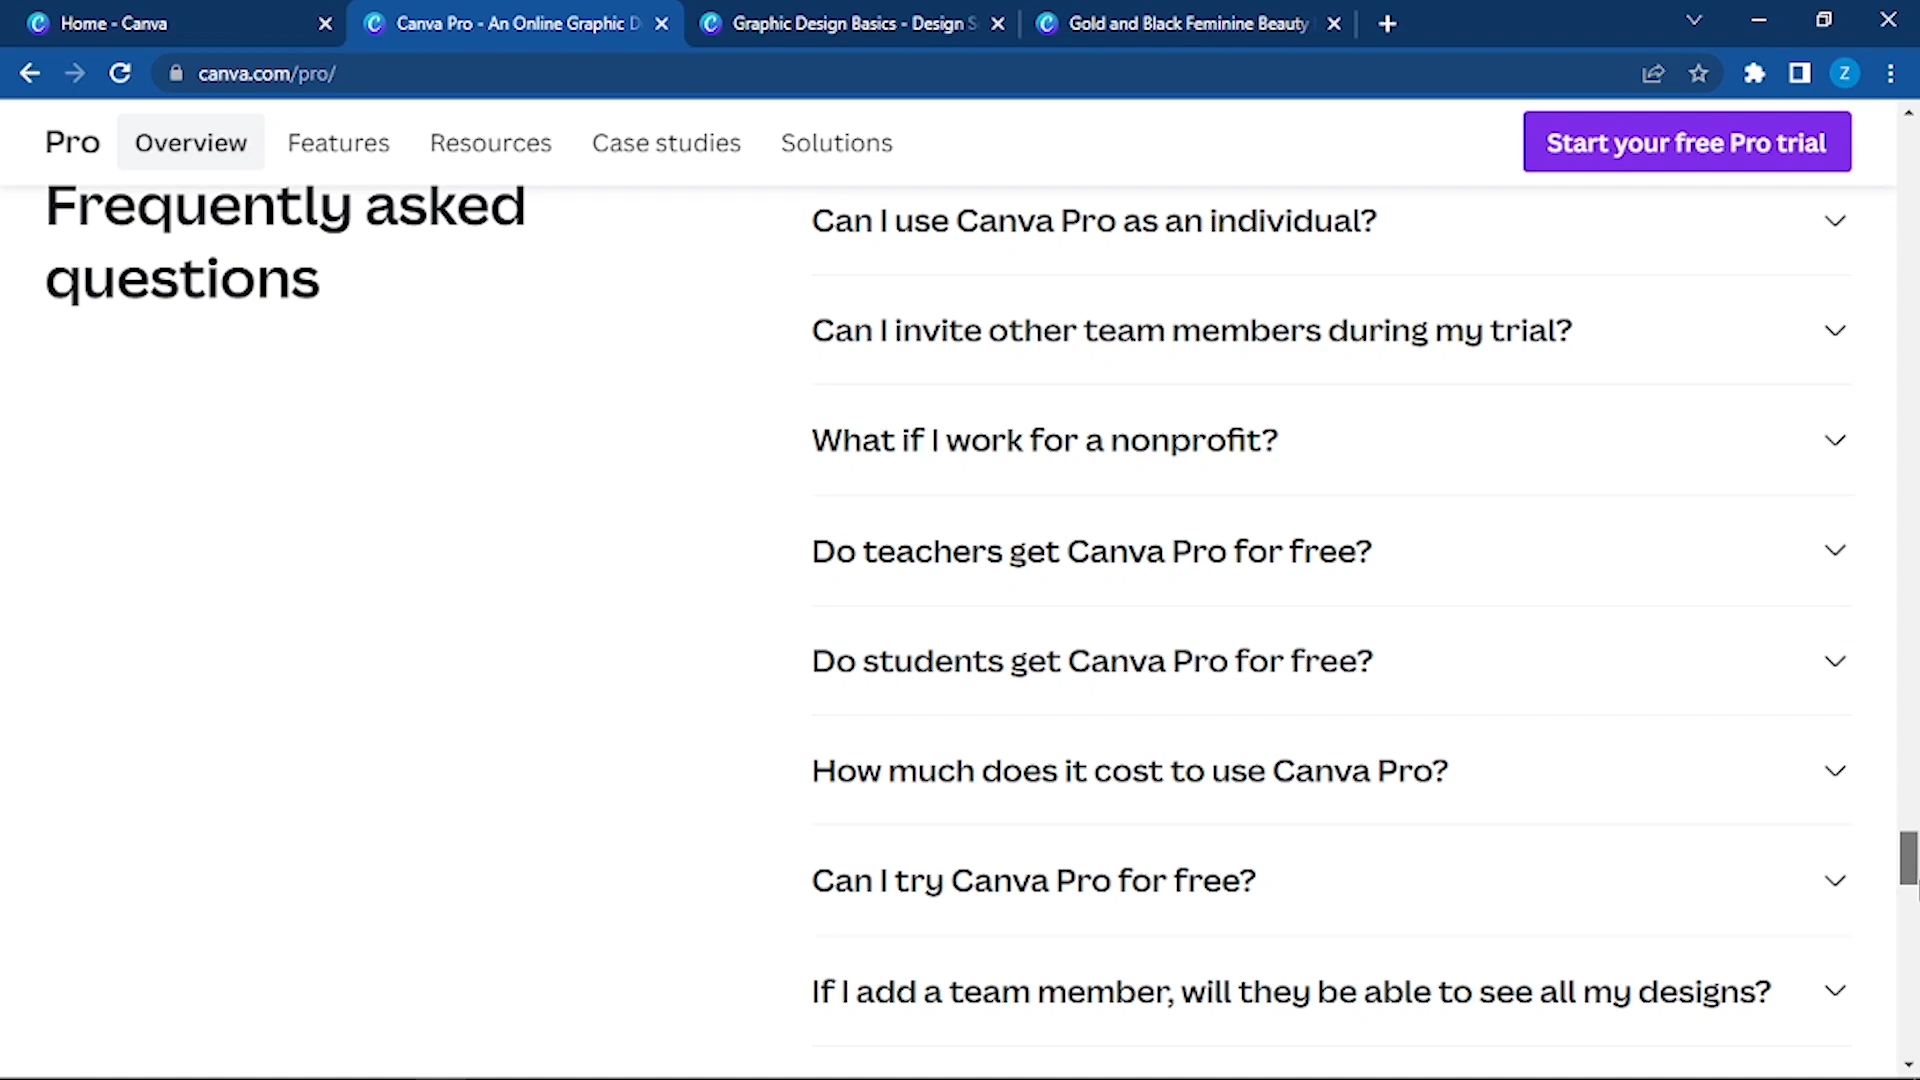 Home - Canva
Canva Pro - An Online Graphic D
Graphic Design Basics - Design S
Gold and Black Feminine Beauty
canva.com/pro/
Z
Pro
Overview
Features
Resources
Case studies
Solutions
Start your free Pro trial
Frequently asked
questions
Can I use Canva Pro as an individual?
Can I invite other team members during my trial?
What if I work for a nonprofit?
Do teachers get Canva Pro for free?
Do students get Canva Pro for free?
How much does it cost to use Canva Pro?
Can I try Canva Pro for free?
If I add a team member, will they be able to see all my designs?